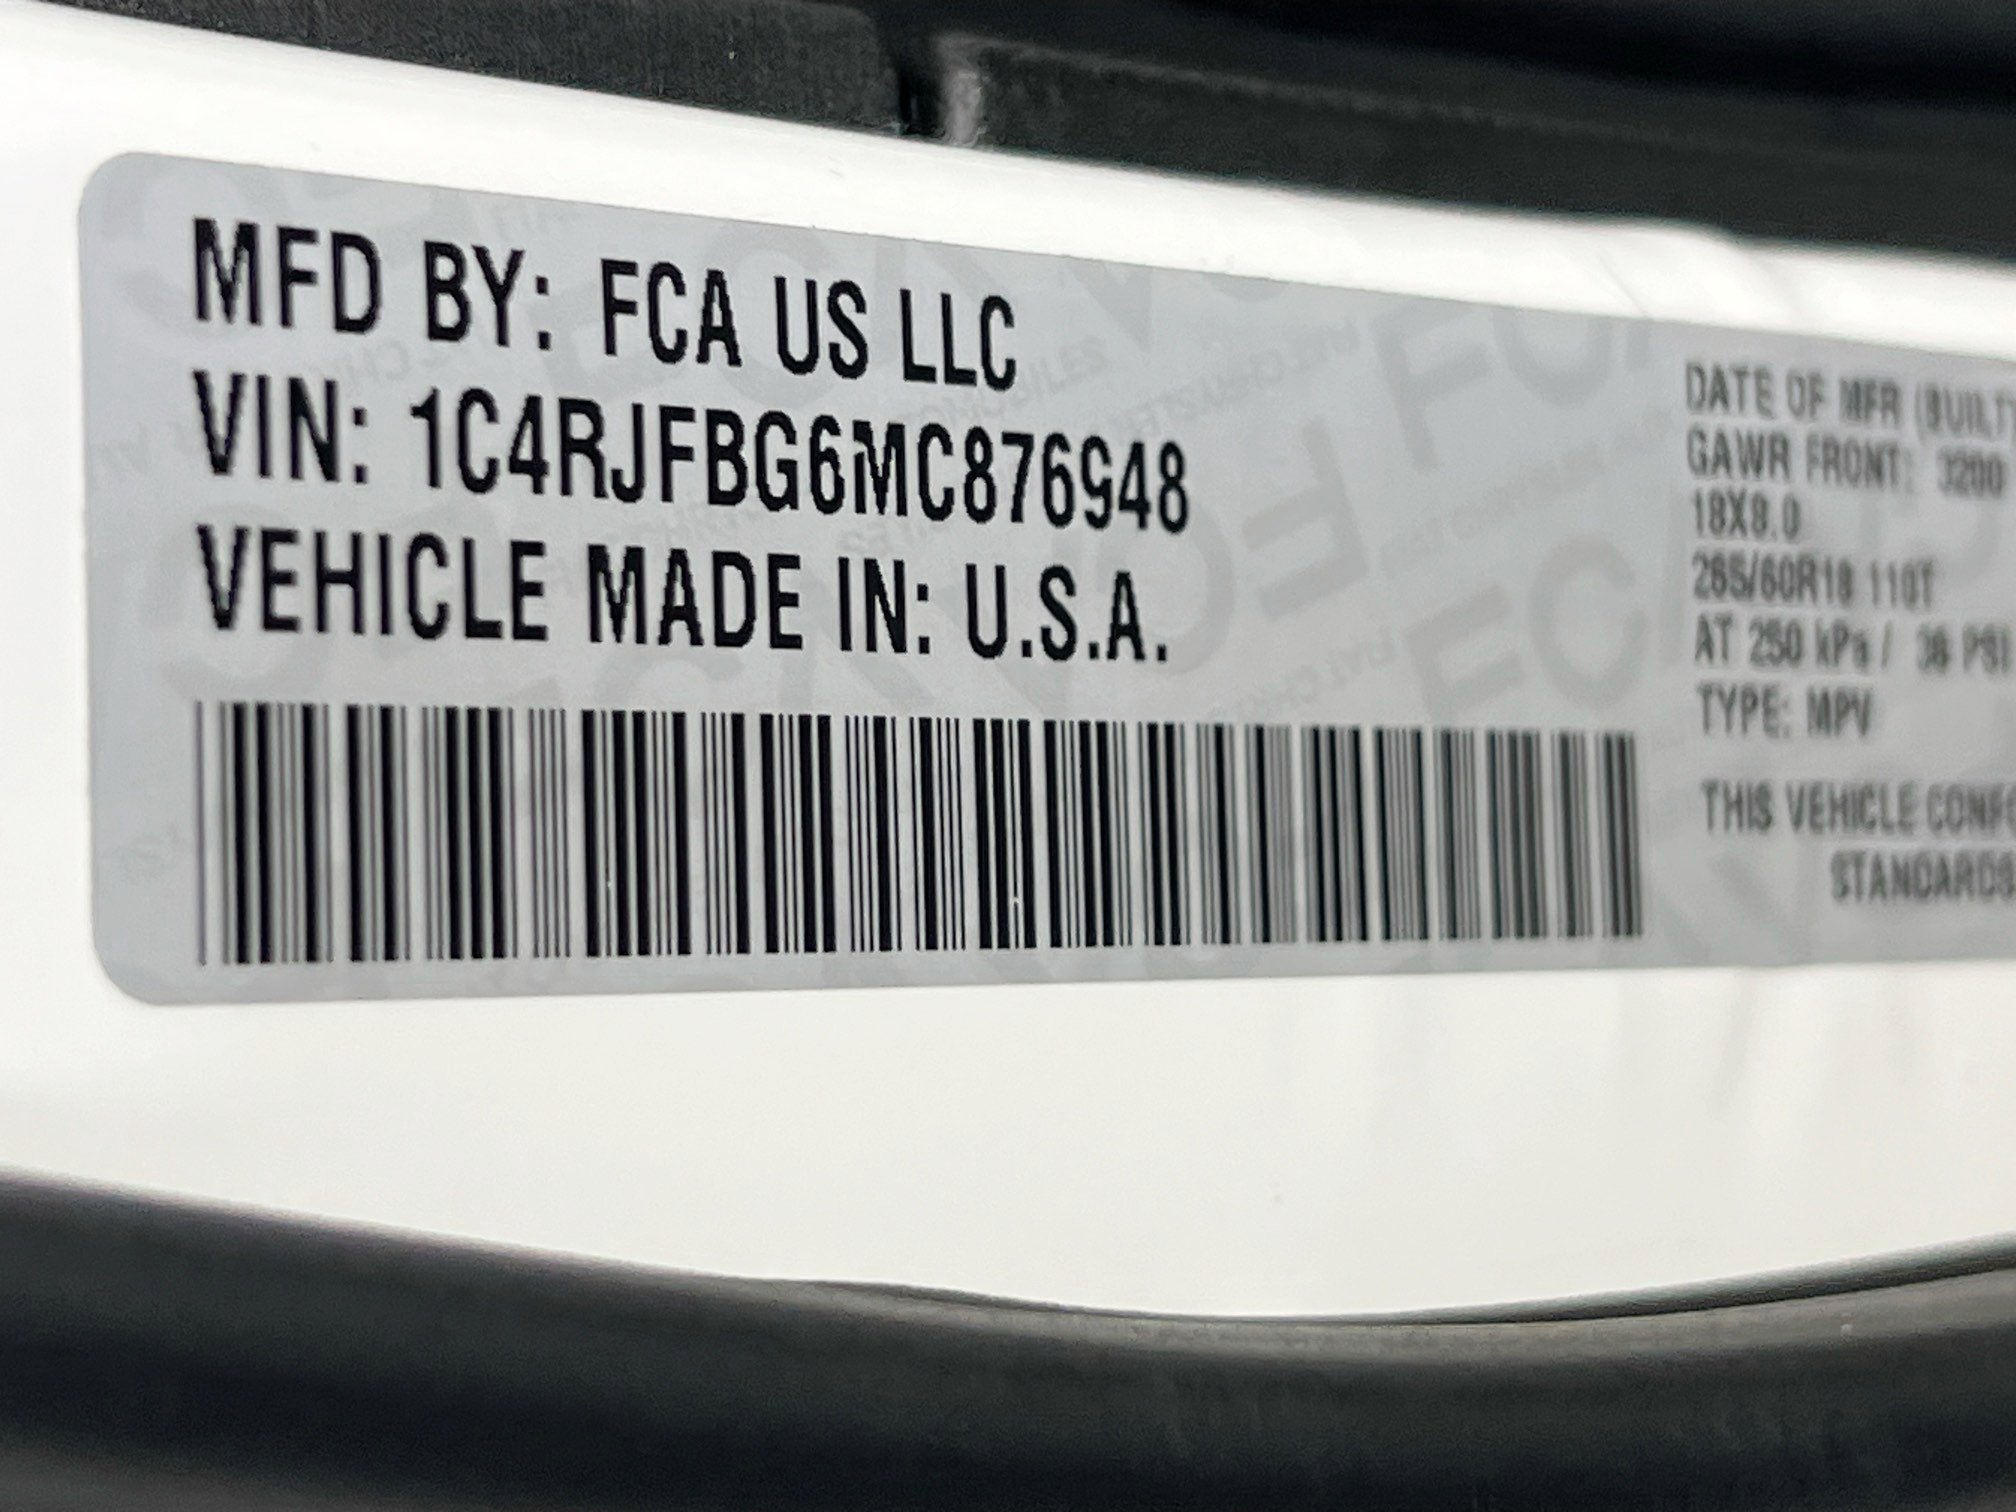 MFD BY: FCA US LLC
VIN: 1C4RJFBG6MC876948
VEHICLE MADE IN: U.S.A.
DATE OF MFR (BUILT
GAWR FRONT: 3200
18X8.0
265/60R18 110T
AT 250 kPa / 36 PSI
TYPE: MPV
THIS VEHICLE CONF
STANDARDS